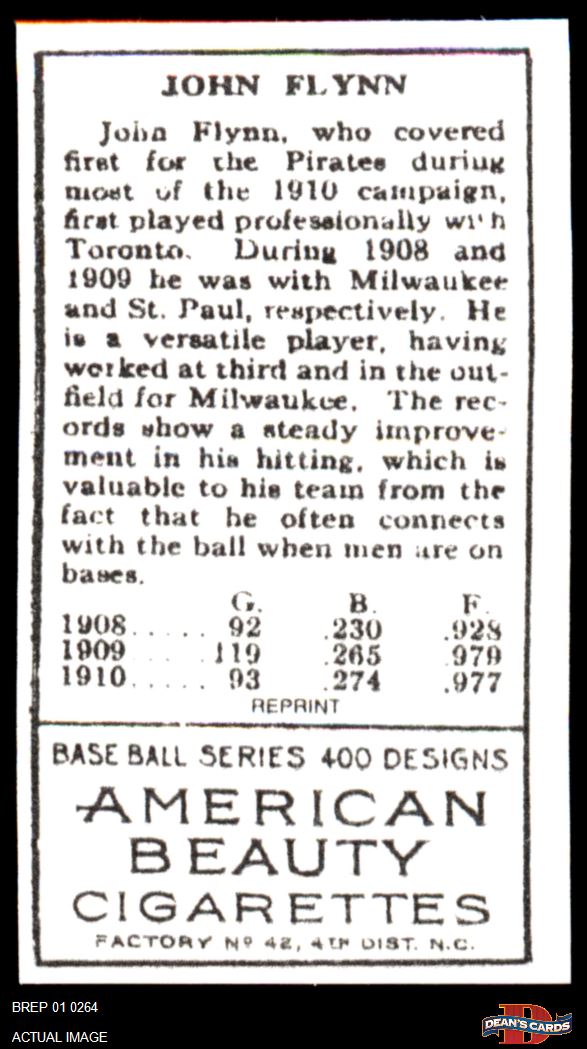 JOHN FLYNN
John Flynn, who covered
first for the Pirates during
most of the 1910 campaign,
first played professionally with
Toronto. During 1908 and
1909 he was with Milwaukee
and St. Paul, respectively. He
is a versatile player, having
worked at third and in the out-
field for Milwaukee. The rec-
ords show a steady improve-
ment in his hitting, which is
valuable to his team from the
fact that he often connects
with the ball when men are on
bases.
G. B. F.
1908..... 92 .230 .928
1909..... 119 .265 .979
1910..... 93 .274 .977
REPRINT
BASE BALL SERIES 400 DESIGNS
AMERICAN
BEAUTY
CIGARETTES
FACTORY Nº 42, 4TH DIST. N.C.
BREP 01 0264
ACTUAL IMAGE
D
DEAN'S CARDS